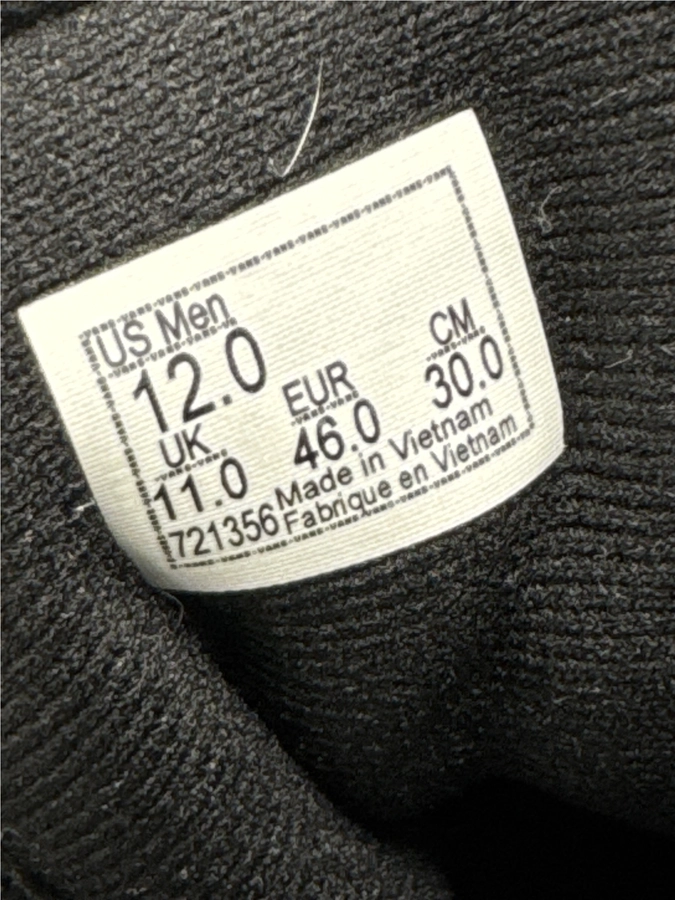 US Men
12.0
UK EUR CM
11.0 46.0 30.0
721356 Made in Vietnam
Fabrique en Vietnam